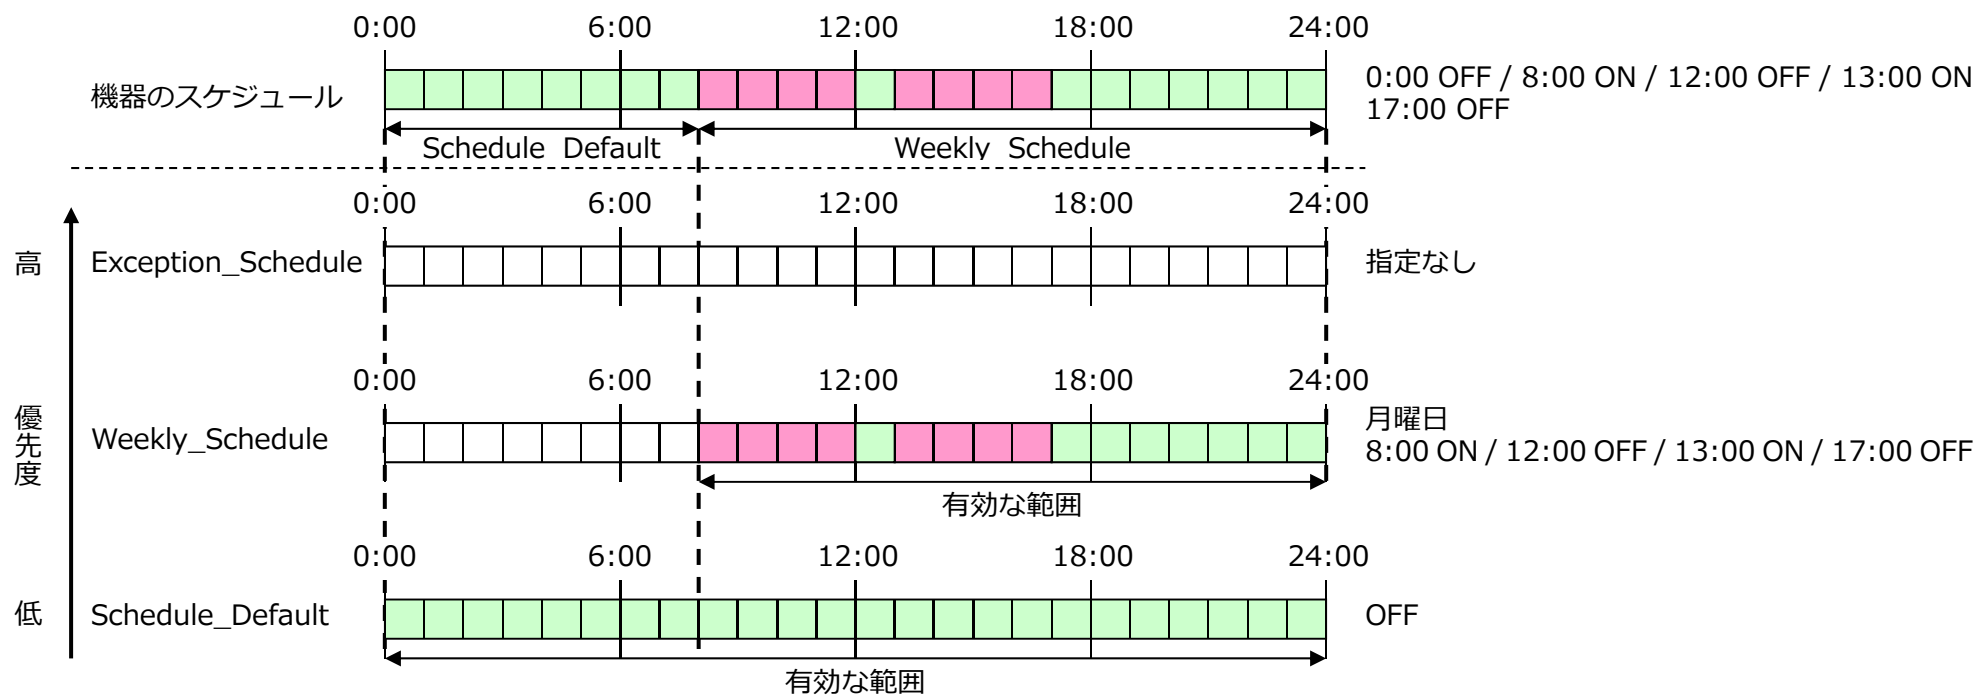 0:00 6:00 12:00 18:00 24:00
機器のスケジュール
0:00 OFF / 8:00 ON / 12:00 OFF / 13:00 ON
17:00 OFF
Schedule Default Weekly Schedule
0:00 6:00 12:00 18:00 24:00
高 Exception_Schedule 指定なし
0:00 6:00 12:00 18:00 24:00
優先度 Weekly_Schedule
月曜日
8:00 ON / 12:00 OFF / 13:00 ON / 17:00 OFF
有効な範囲
0:00 6:00 12:00 18:00 24:00
低 Schedule_Default OFF
有効な範囲